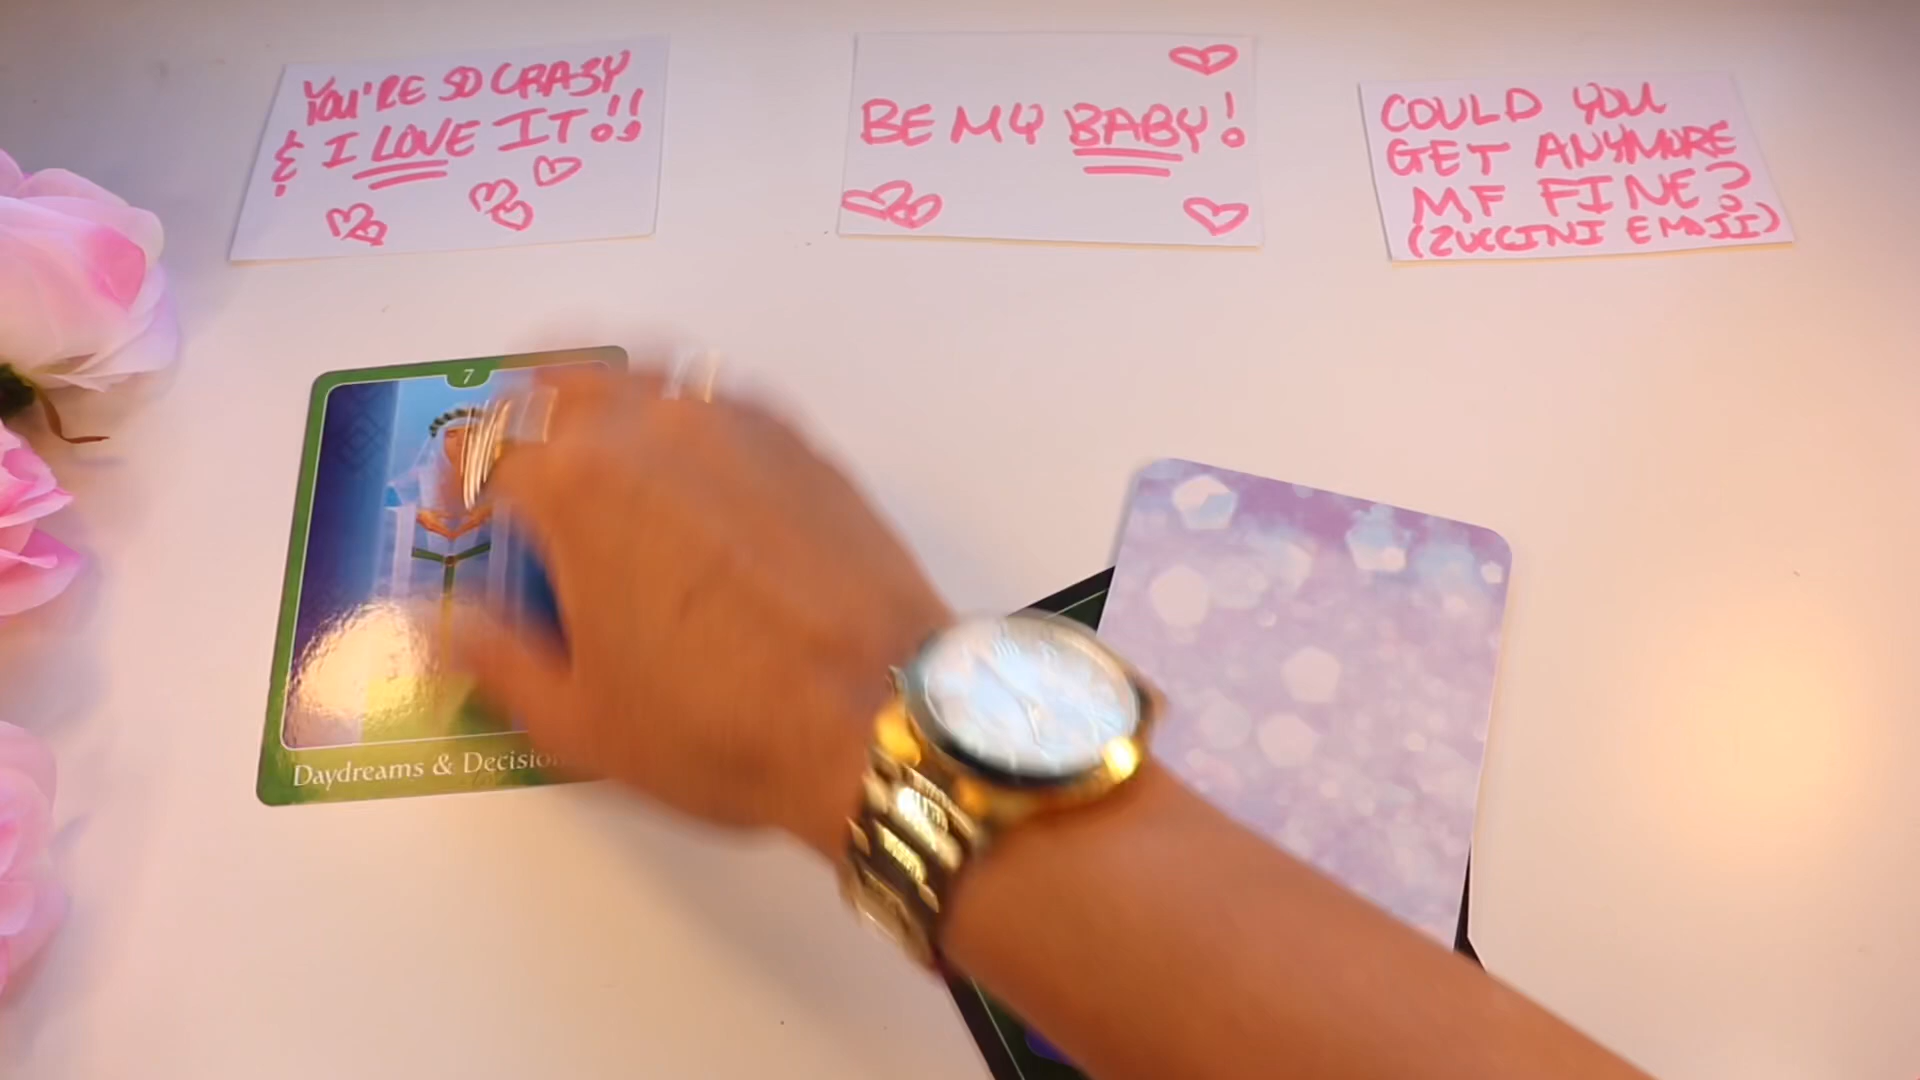 YOU'RE SO CRAZY
& I LOVE IT!!
BE MY BABY!
COULD YOU
GET ANYMORE
MF FINE?
(ZUCCINI EMOJI)
7
Daydreams & Decision